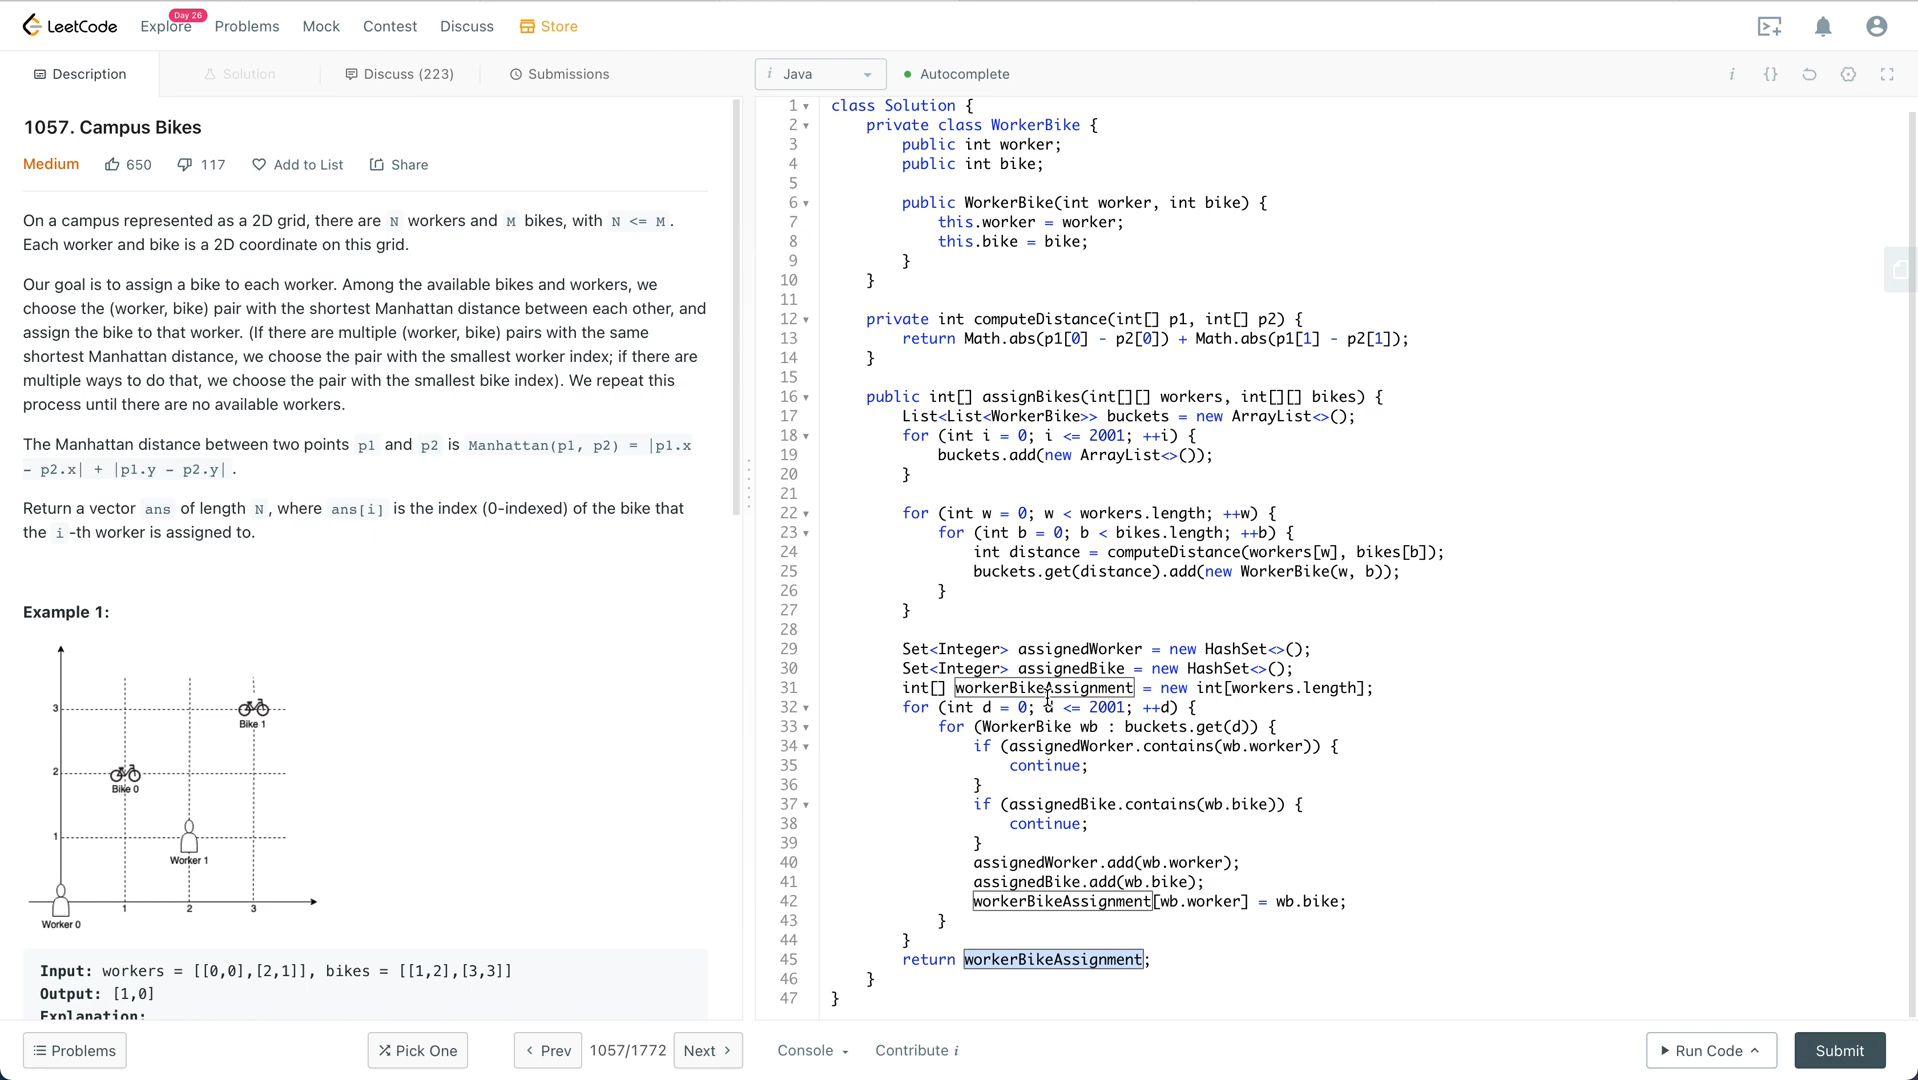 LeetCode
Explore
Day 26
Problems
Mock
Contest
Discuss
Store
Description
Solution
Discuss (223)
Submissions
i Java
Autocomplete
1057. Campus Bikes
Medium
650
117
Add to List
Share
On a campus represented as a 2D grid, there are N workers and M bikes, with N <= M.
Each worker and bike is a 2D coordinate on this grid.
Our goal is to assign a bike to each worker. Among the available bikes and workers, we
choose the (worker, bike) pair with the shortest Manhattan distance between each other, and
assign the bike to that worker. (If there are multiple (worker, bike) pairs with the same
shortest Manhattan distance, we choose the pair with the smallest worker index; if there are
multiple ways to do that, we choose the pair with the smallest bike index). We repeat this
process until there are no available workers.
The Manhattan distance between two points p1 and p2 is Manhattan(p1, p2) = |p1.x
- p2.x| + |p1.y - p2.y|.
Return a vector ans of length N, where ans[i] is the index (0-indexed) of the bike that
the i-th worker is assigned to.
Example 1:
3
Bike 1
2
Bike 0
1
Worker 1
Worker 0
1
2
3
Input: workers = [[0,0],[2,1]], bikes = [[1,2],[3,3]]
Output: [1,0]
Explanation:
1 class Solution {
2 private class WorkerBike {
3 public int worker;
4 public int bike;
5
6 public WorkerBike(int worker, int bike) {
7 this.worker = worker;
8 this.bike = bike;
9 }
10 }
11
12 private int computeDistance(int[] p1, int[] p2) {
13 return Math.abs(p1[0] - p2[0]) + Math.abs(p1[1] - p2[1]);
14 }
15
16 public int[] assignBikes(int[][] workers, int[][] bikes) {
17 List<List<WorkerBike>> buckets = new ArrayList<>();
18 for (int i = 0; i <= 2001; ++i) {
19 buckets.add(new ArrayList<>());
20 }
21
22 for (int w = 0; w < workers.length; ++w) {
23 for (int b = 0; b < bikes.length; ++b) {
24 int distance = computeDistance(workers[w], bikes[b]);
25 buckets.get(distance).add(new WorkerBike(w, b));
26 }
27 }
28
29 Set<Integer> assignedWorker = new HashSet<>();
30 Set<Integer> assignedBike = new HashSet<>();
31 int[] workerBikeAssignment = new int[workers.length];
32 for (int d = 0; d <= 2001; ++d) {
33 for (WorkerBike wb : buckets.get(d)) {
34 if (assignedWorker.contains(wb.worker)) {
35 continue;
36 }
37 if (assignedBike.contains(wb.bike)) {
38 continue;
39 }
40 assignedWorker.add(wb.worker);
41 assignedBike.add(wb.bike);
42 workerBikeAssignment[wb.worker] = wb.bike;
43 }
44 }
45 return workerBikeAssignment;
46 }
47 }
Problems
Pick One
Prev
1057/1772
Next
Console
Contribute i
Run Code
Submit